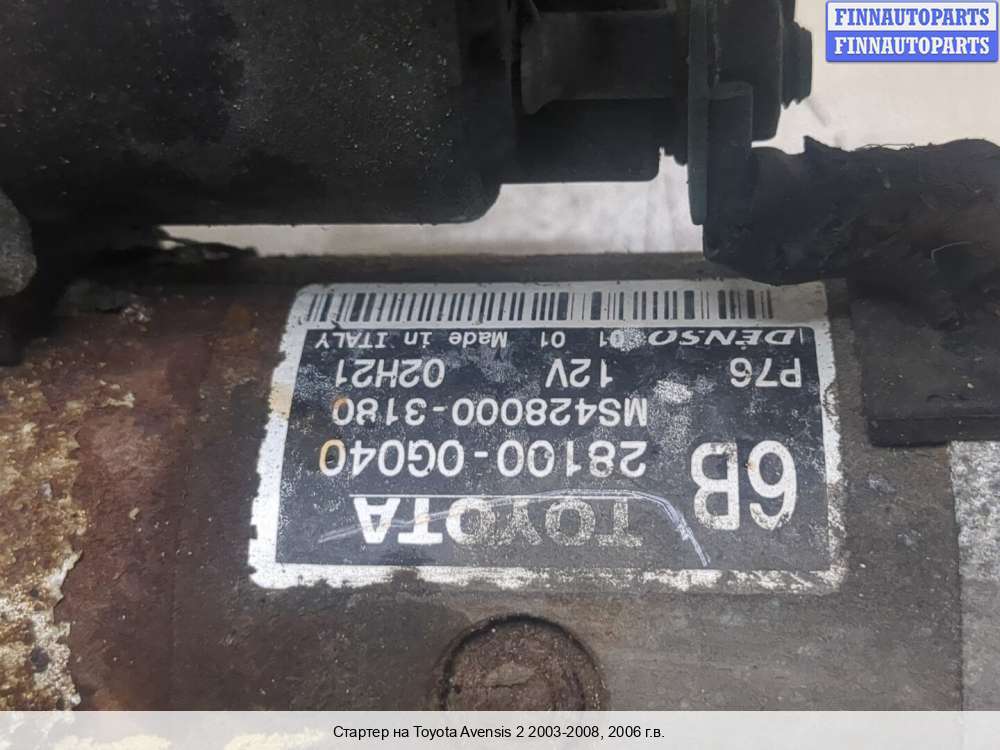 FINNAUTOPARTS
FINNAUTOPARTS
TOYOTA
6B
28100-0G040
MS428000-3180
P76 12V 02H21
DENSO 01 01 Made in ITALY
Стартер на Toyota Avensis 2 2003-2008, 2006 г.в.